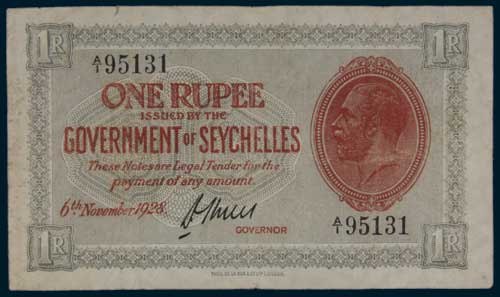 1R 1R
A/1 95131
ONE RUPEE
ISSUED BY THE
GOVERNMENT OF SEYCHELLES
These Notes are Legal Tender for the
payment of any amount.
6th November 1928.
GOVERNOR
A/1 95131
1R 1R